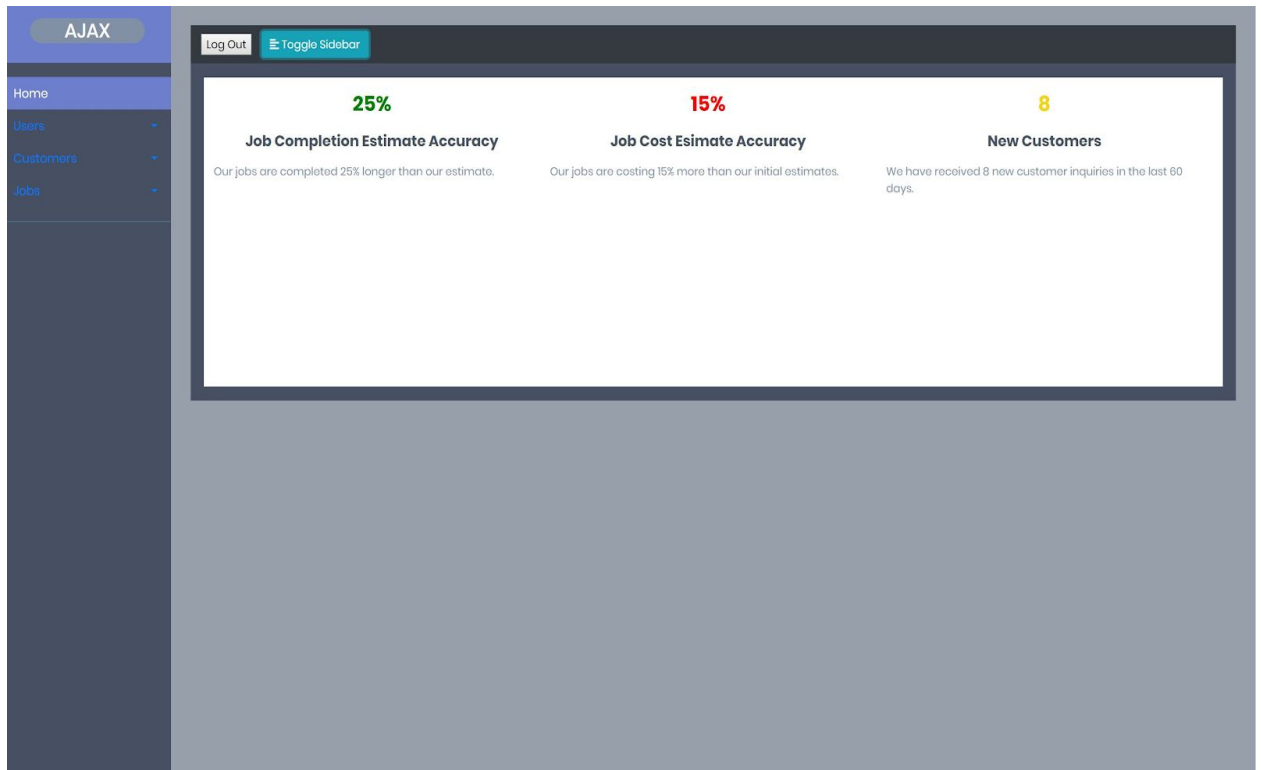 AJAX
Log Out
Toggle Sidebar
Home
Users
Customers
Jobs
25%
Job Completion Estimate Accuracy
Our jobs are completed 25% longer than our estimate.
15%
Job Cost Esimate Accuracy
Our jobs are costing 15% more than our initial estimates.
8
New Customers
We have received 8 new customer inquiries in the last 60
days.